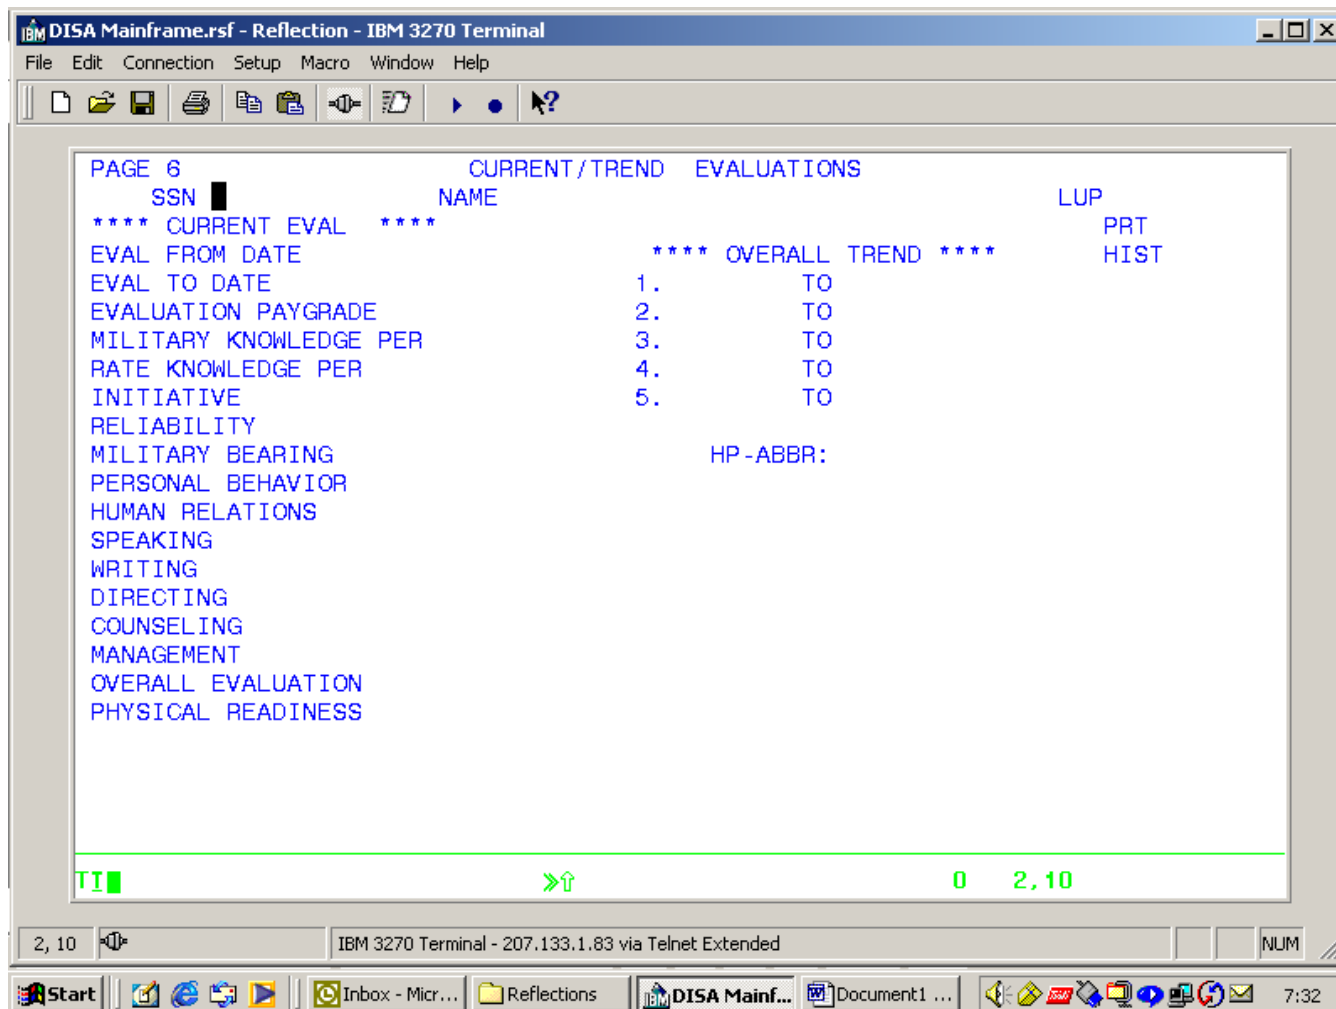 DISA Mainframe.rsf - Reflection - IBM 3270 Terminal
File Edit Connection Setup Macro Window Help
PAGE 6 CURRENT/TREND EVALUATIONS
SSN NAME LUP
**** CURRENT EVAL **** PRT
EVAL FROM DATE **** OVERALL TREND **** HIST
EVAL TO DATE 1. TO
EVALUATION PAYGRADE 2. TO
MILITARY KNOWLEDGE PER 3. TO
RATE KNOWLEDGE PER 4. TO
INITIATIVE 5. TO
RELIABILITY
MILITARY BEARING HP-ABBR:
PERSONAL BEHAVIOR
HUMAN RELATIONS
SPEAKING
WRITING
DIRECTING
COUNSELING
MANAGEMENT
OVERALL EVALUATION
PHYSICAL READINESS
TI 0 2,10
2, 10 IBM 3270 Terminal - 207.133.1.83 via Telnet Extended NUM
Start Inbox - Micr... Reflections DISA Mainf... Document1 ... 7:32